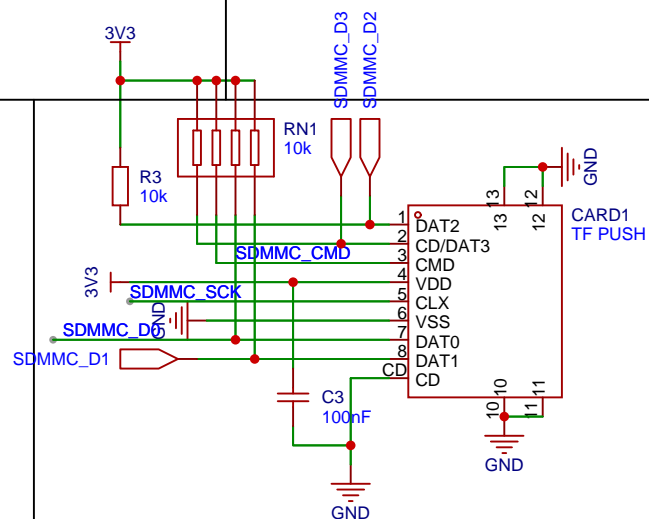 3V3
SDMMC_D3
SDMMC_D2
RN1
10k
R3
10k
GND
13
13
12
12
CARD1
TF PUSH
1
DAT2
2
CD/DAT3
SDMMC_CMD
3
CMD
3V3
4
VDD
SDMMC_SCK
5
CLX
GND
6
VSS
SDMMC_D0
7
DAT0
SDMMC_D1
8
DAT1
CD
CD
C3
100nF
10
10
11
11
GND
GND